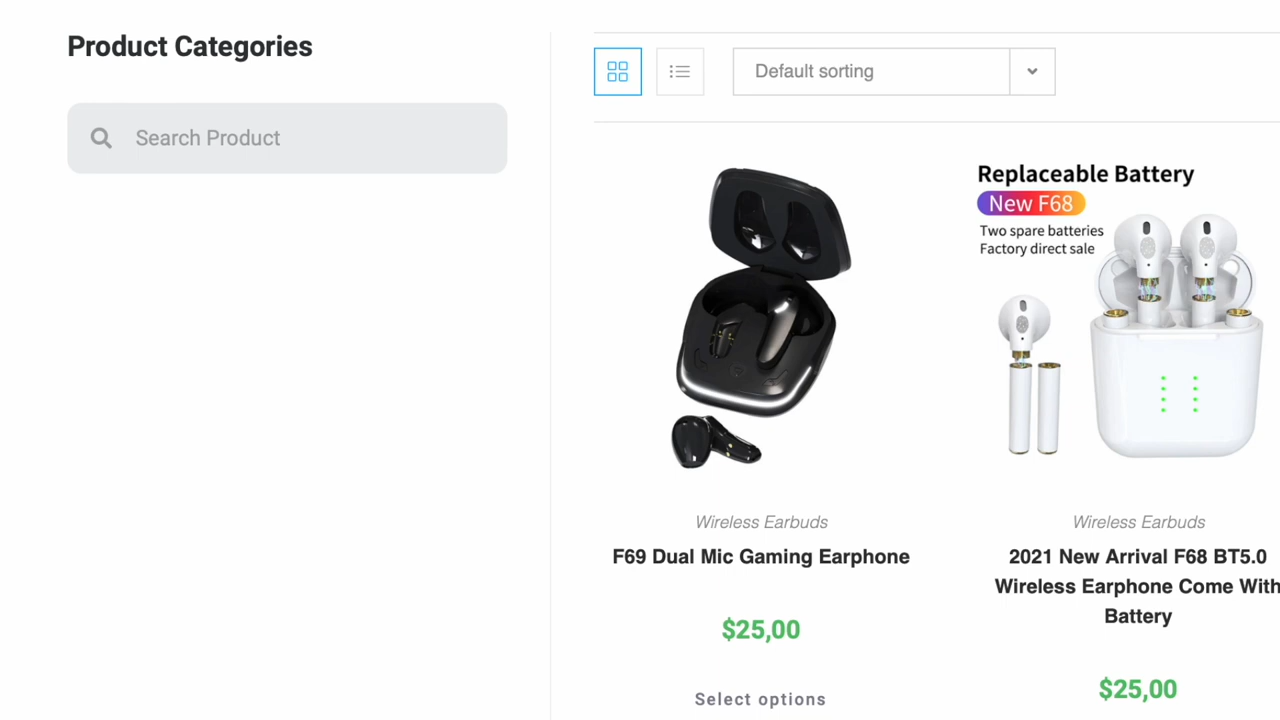 Product Categories
Search Product
Default sorting
Replaceable Battery
New F68
Two spare batteries
Factory direct sale
Wireless Earbuds
F69 Dual Mic Gaming Earphone
$25,00
Select options
Wireless Earbuds
2021 New Arrival F68 BT5.0
Wireless Earphone Come With
Battery
$25,00